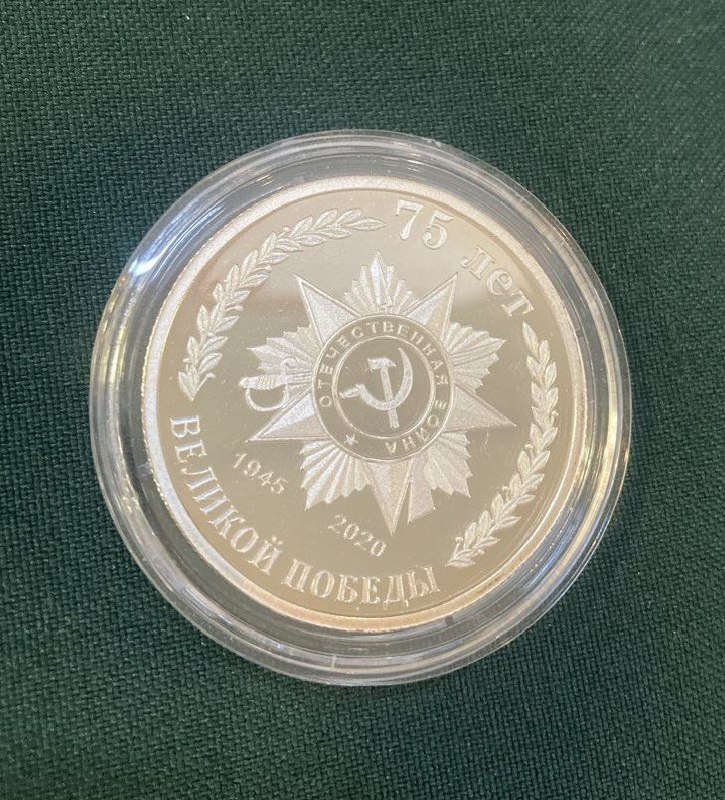 75 лет
ОТЕЧЕСТВЕННАЯ ВОЙНА
1945
2020
ВЕЛИКОЙ ПОБЕДЫ